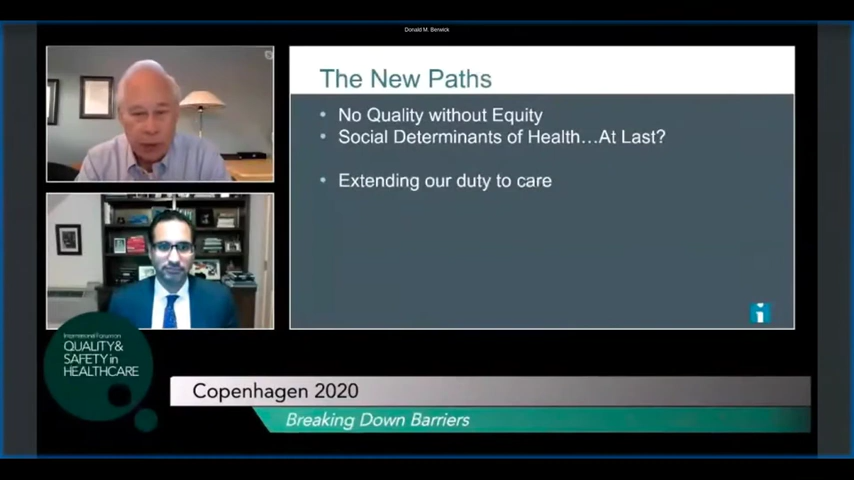 Donald M. Berwick
The New Paths
• No Quality without Equity
• Social Determinants of Health...At Last?
• Extending our duty to care
International Forum on
QUALITY&
SAFETY in
HEALTHCARE
Copenhagen 2020
Breaking Down Barriers